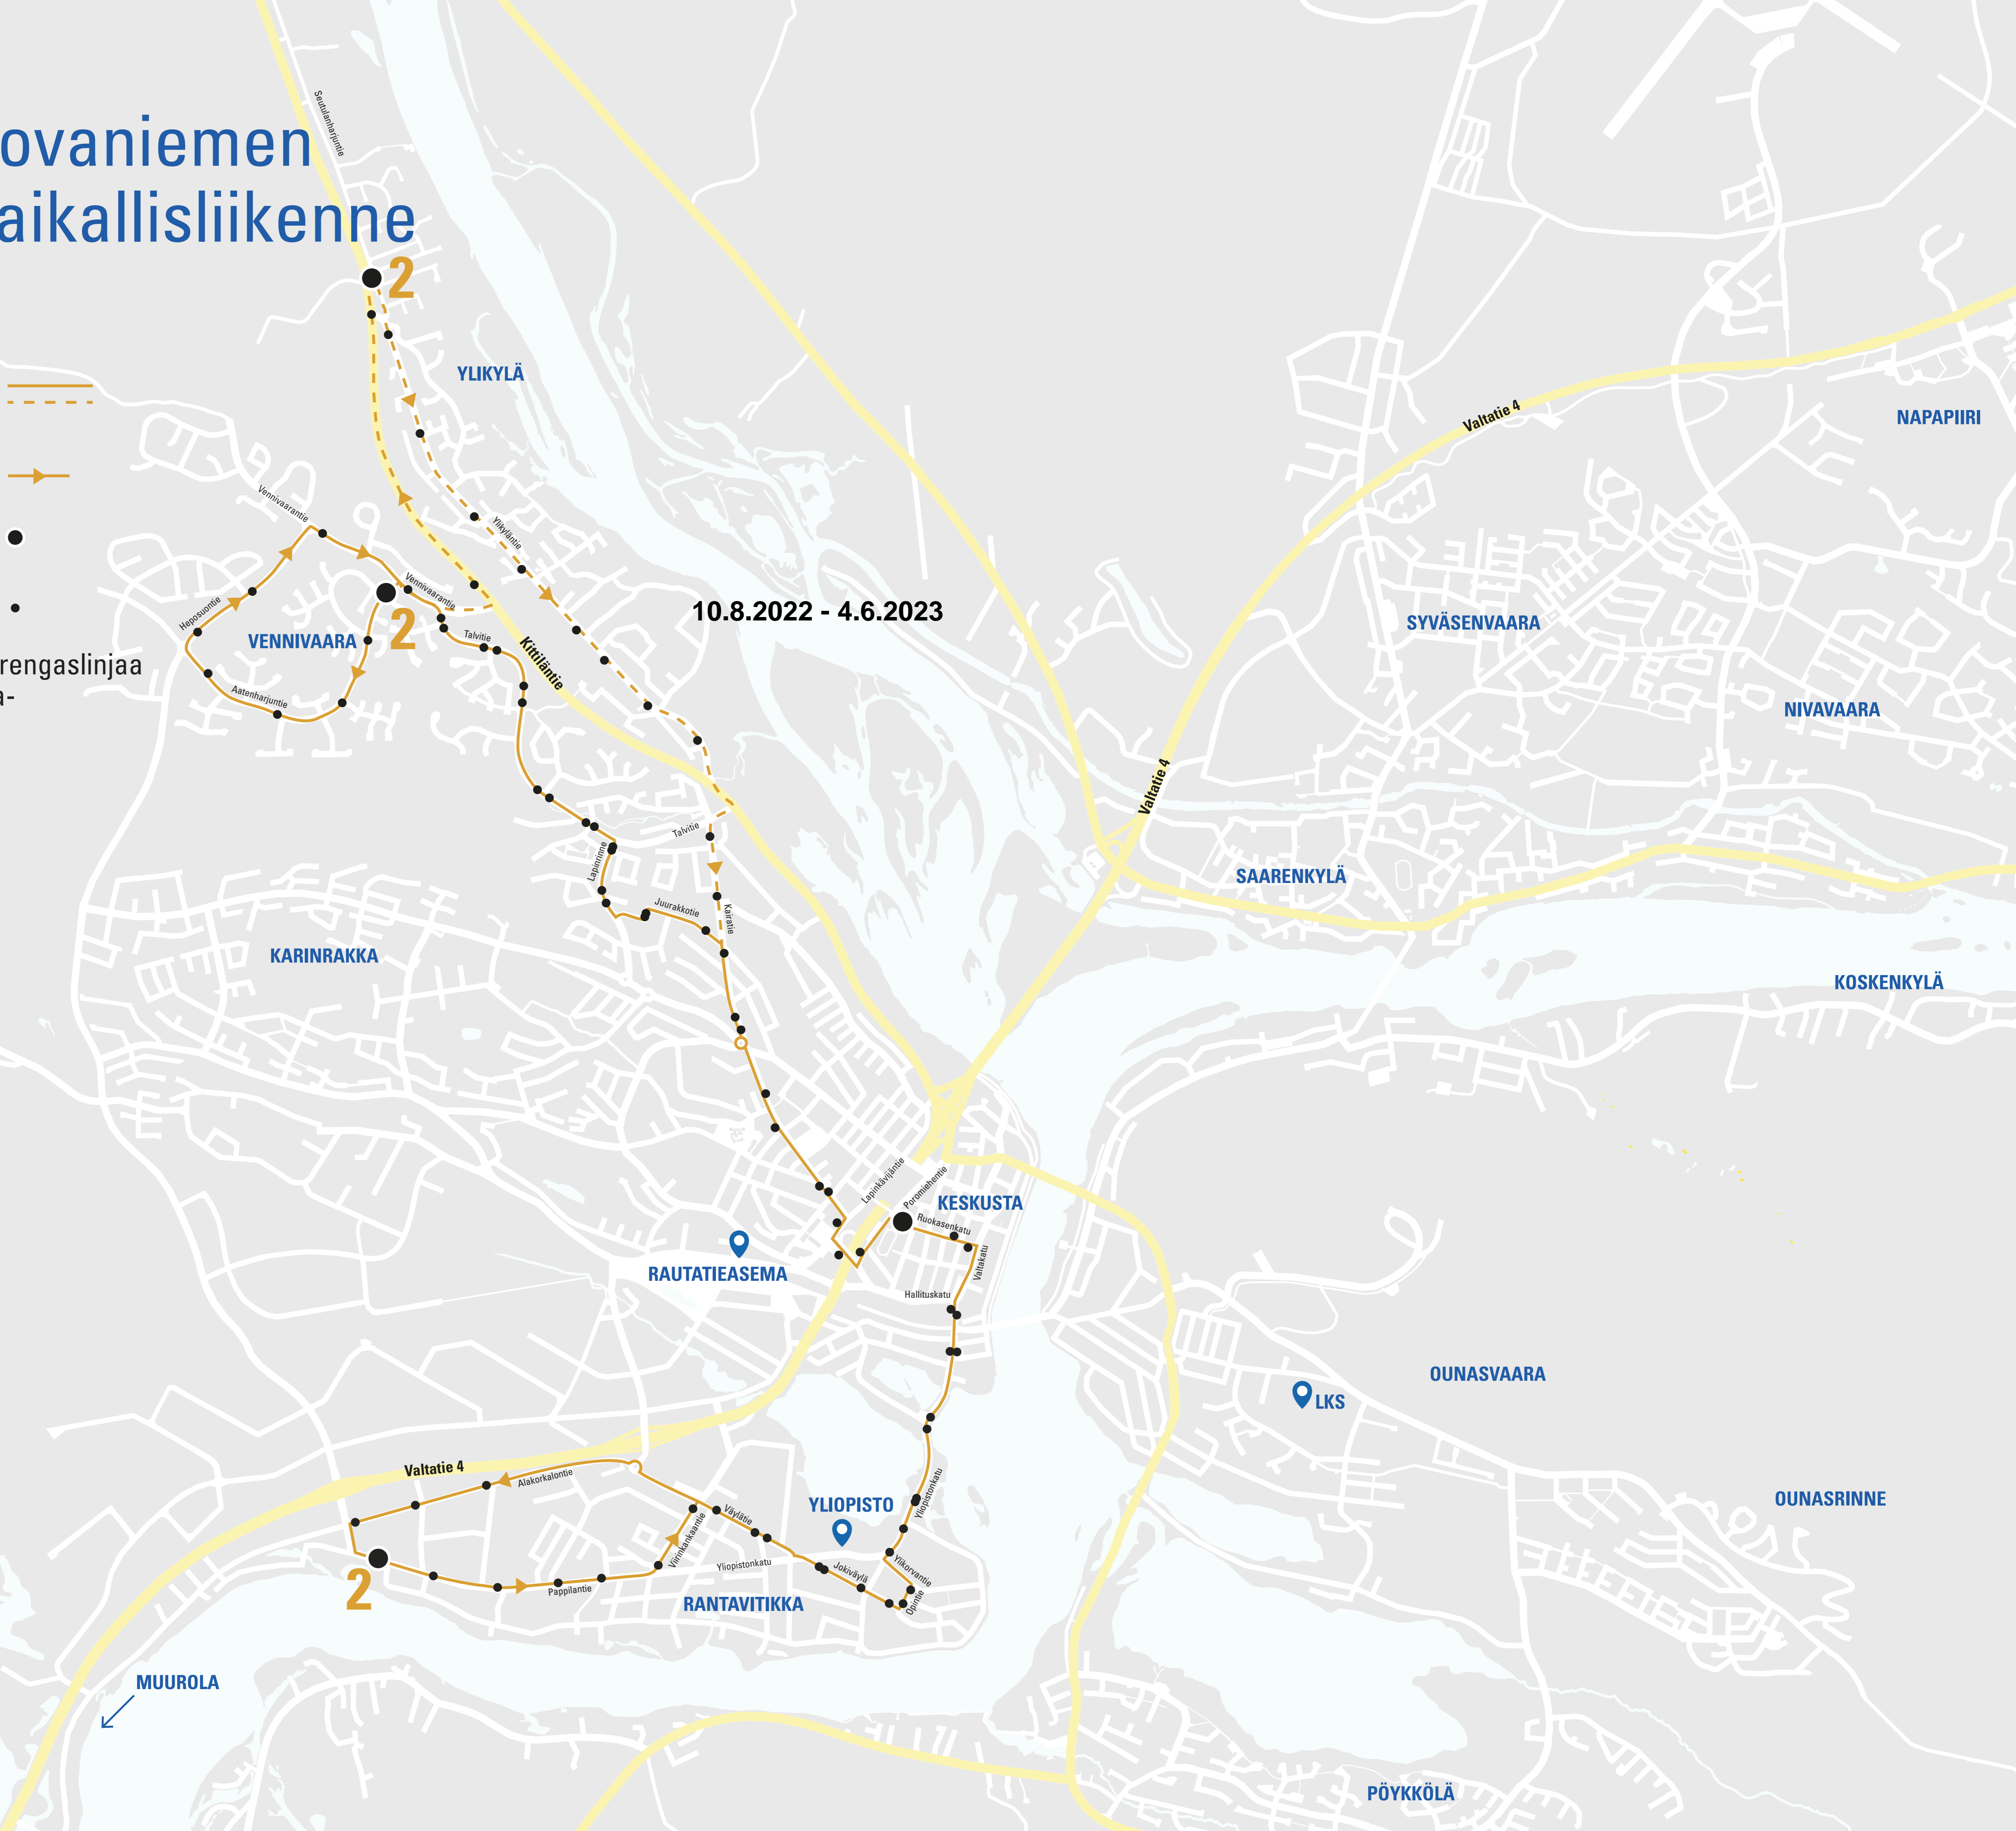 Seutulanharjuntie
ovaniemen
aikallisliikenne
2
YLIKYLÄ
Valtatie 4
NAPAPIIRI
Vennivaarantie
Ylikyläntie
Vennivaarantie
Heposuontie
10.8.2022 - 4.6.2023
SYVÄSENVAARA
VENNIVAARA
2
Talvitie
Kittiläntie
rengaslinjaa
a-
Aatenharjuntie
NIVAVAARA
Valtatie 4
Talvitie
Lapinrinne
SAARENKYLÄ
Juurakkotie
Kairatie
KARINRAKKA
KOSKENKYLÄ
Lapinkävijäntie
Poromiehentie
KESKUSTA
Ruokasenkatu
Valtakatu
RAUTATIEASEMA
Hallituskatu
OUNASVAARA
LKS
Valtatie 4
Alakorkalontie
Yliopistonkatu
YLIOPISTO
OUNASRINNE
Väylätie
Viirinkankaantie
Yliopistonkatu
Jokiväylä
Ylikorvantie
Opintie
2
Pappilantie
RANTAVITIKKA
MUUROLA
PÖYKKÖLÄ